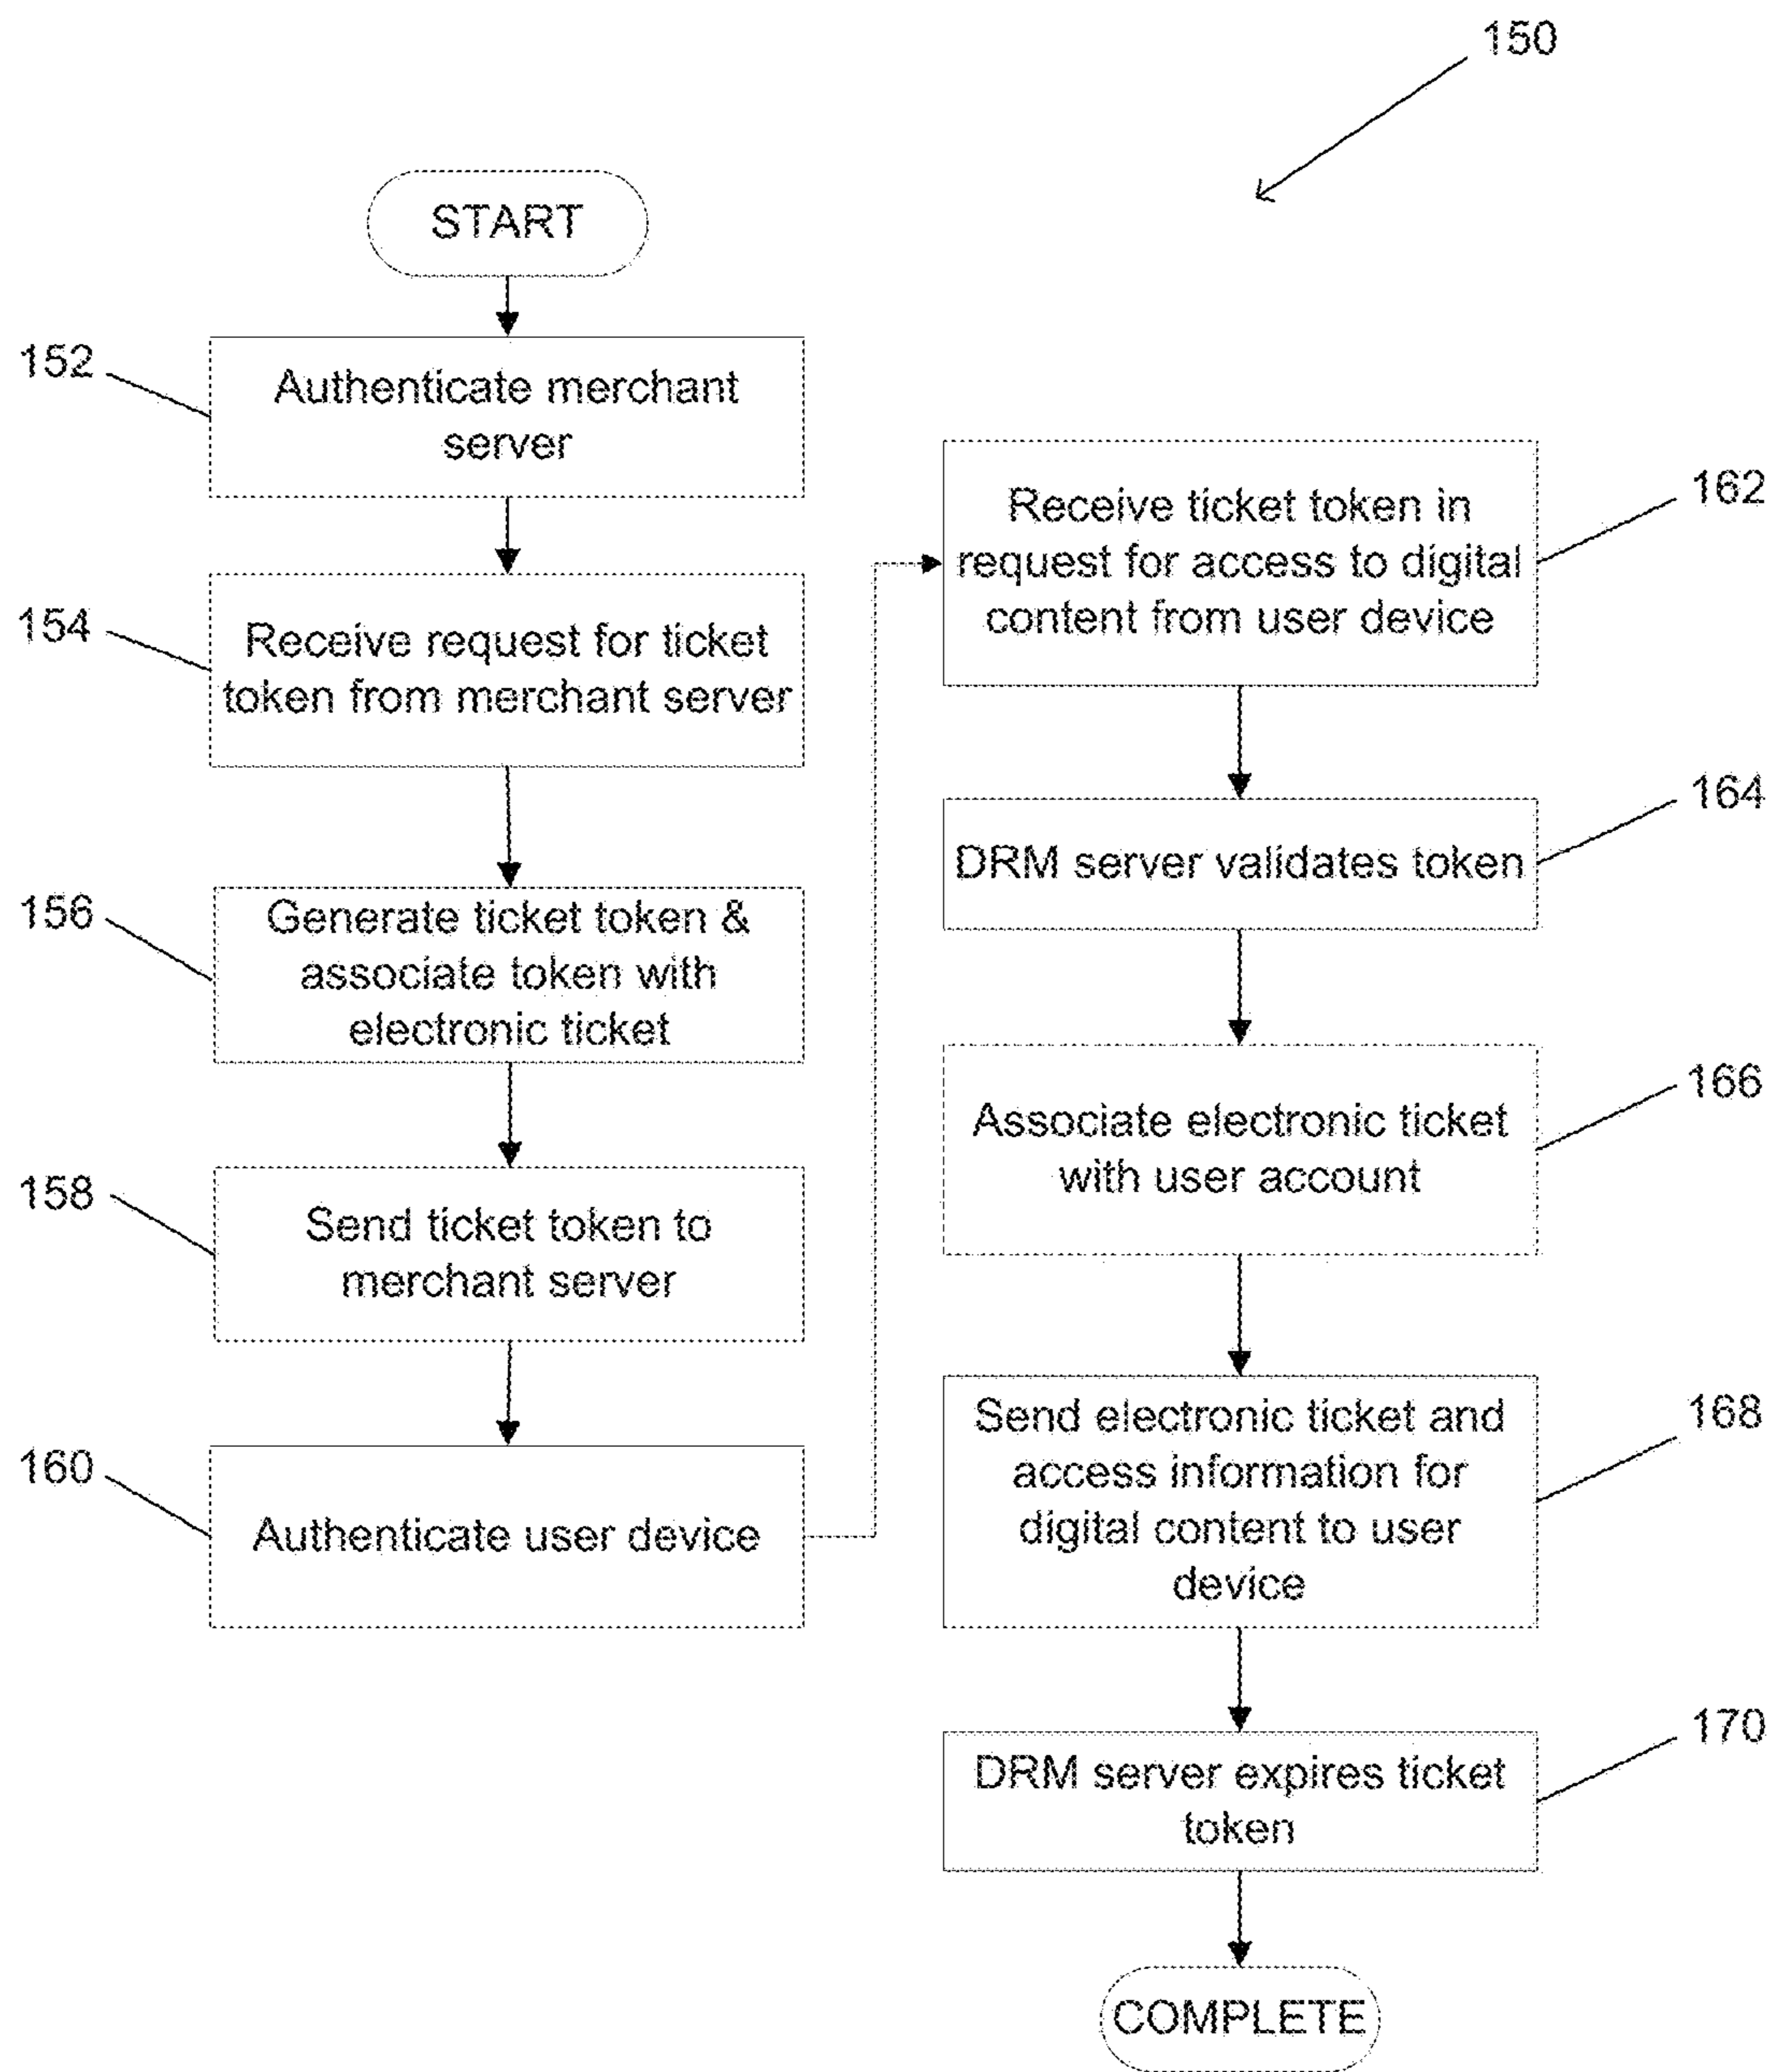 150
START
152
Authenticate merchant
server
154
Receive request for ticket
token from merchant server
156
Generate ticket token &
associate token with
electronic ticket
158
Send ticket token to
merchant server
160
Authenticate user device
162
Receive ticket token in
request for access to digital
content from user device
164
DRM server validates token
166
Associate electronic ticket
with user account
168
Send electronic ticket and
access information for
digital content to user
device
170
DRM server expires ticket
token
COMPLETE